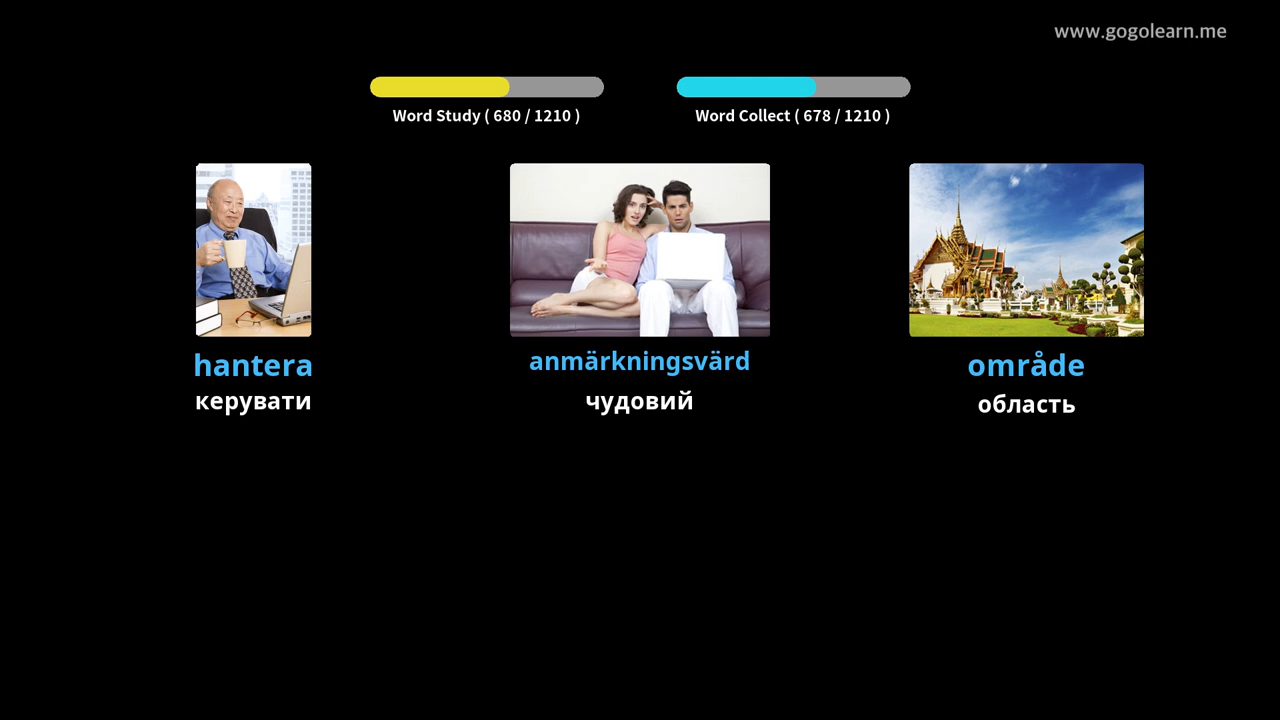 www.gogolearn.me
Word Study ( 680 / 1210 )
Word Collect ( 678 / 1210 )
hantera
керувати
anmärkningsvärd
чудовий
område
область